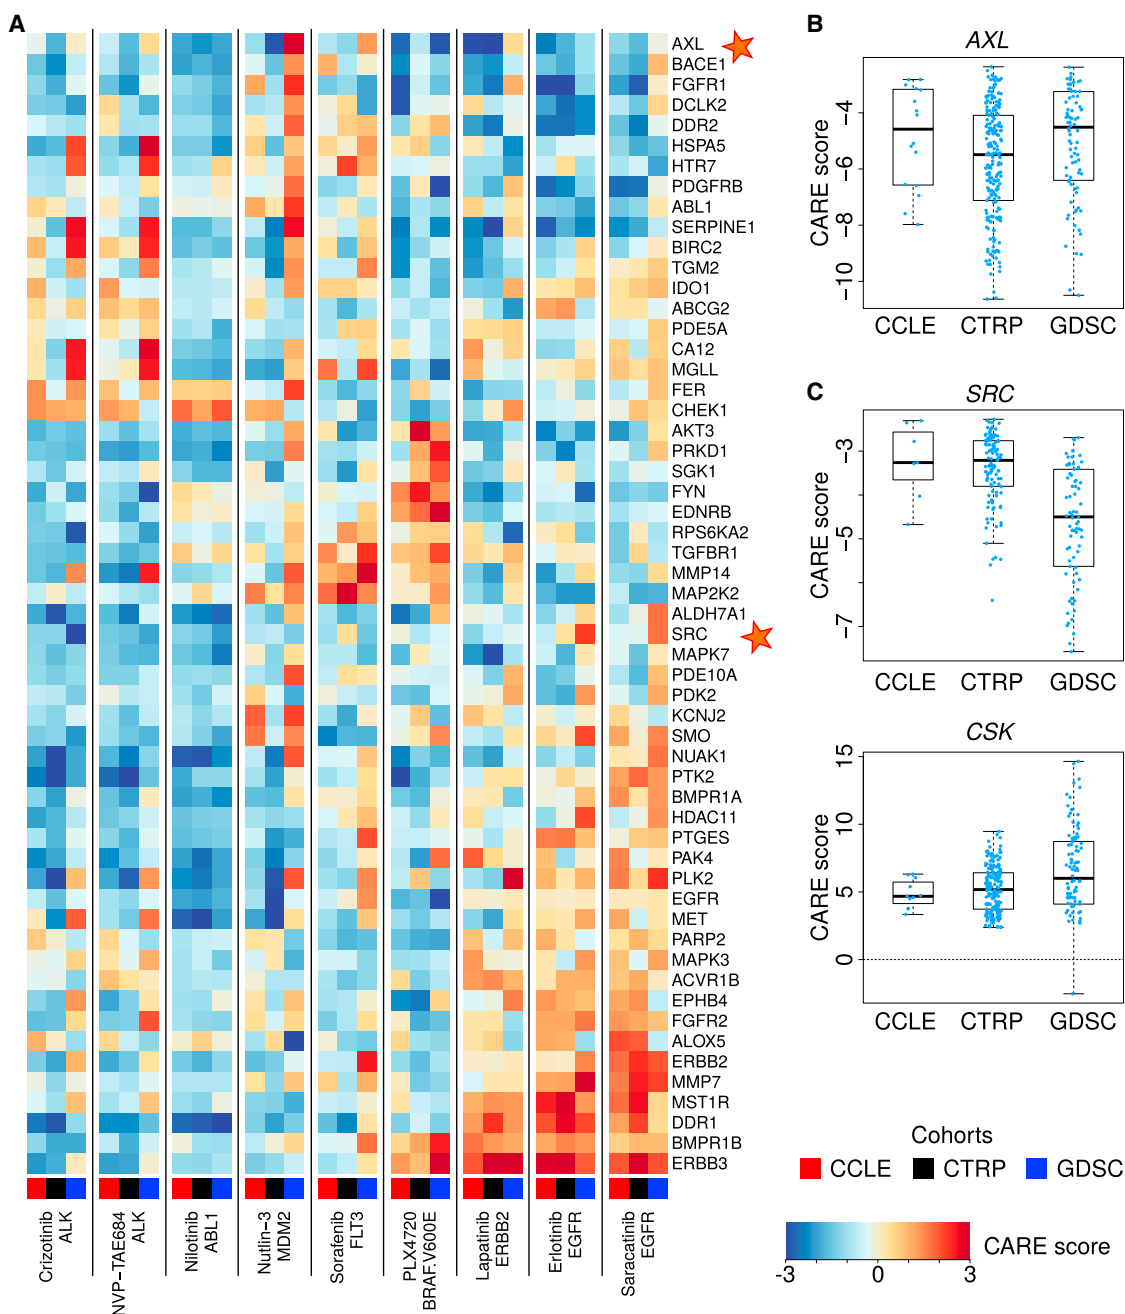 A
AXL
BACE1
FGFR1
DCLK2
DDR2
HSPA5
HTR7
PDGFRB
ABL1
SERPINE1
BIRC2
TGM2
IDO1
ABCG2
PDE5A
CA12
MGLL
FER
CHEK1
AKT3
PRKD1
SGK1
FYN
EDNRB
RPS6KA2
TGFBR1
MMP14
MAP2K2
ALDH7A1
SRC
MAPK7
PDE10A
PDK2
KCNJ2
SMO
NUAK1
PTK2
BMPR1A
HDAC11
PTGES
PAK4
PLK2
EGFR
MET
PARP2
MAPK3
ACVR1B
EPHB4
FGFR2
ALOX5
ERBB2
MMP7
MST1R
DDR1
BMPR1B
ERBB3
Crizotinib
ALK
NVP−TAE684
ALK
Nilotinib
ABL1
Nutlin−3
MDM2
Sorafenib
FLT3
PLX4720
BRAF.V600E
Lapatinib
ERBB2
Erlotinib
EGFR
Saracatinib
EGFR
B
AXL
CARE score
−4
−6
−8
−10
CCLE CTRP GDSC
C
SRC
CARE score
−3
−5
−7
CCLE CTRP GDSC
CSK
CARE score
15
10
5
0
CCLE CTRP GDSC
Cohorts
CCLE CTRP GDSC
CARE score
-3 0 3